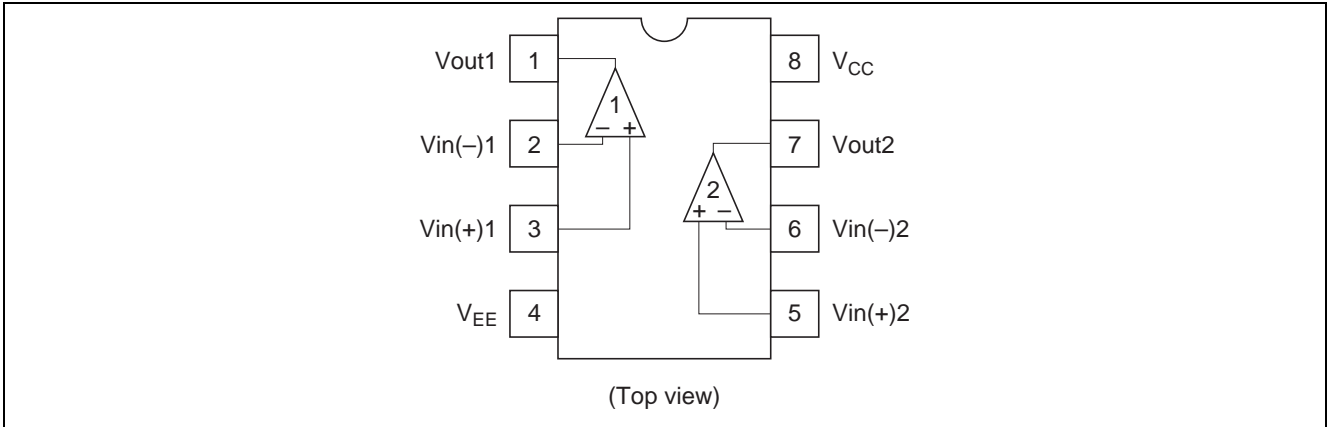 Vout1 1
8 VCC
1
– +
Vin(–)1 2
7 Vout2
2
+ –
Vin(+)1 3
6 Vin(–)2
VEE 4
5 Vin(+)2
(Top view)